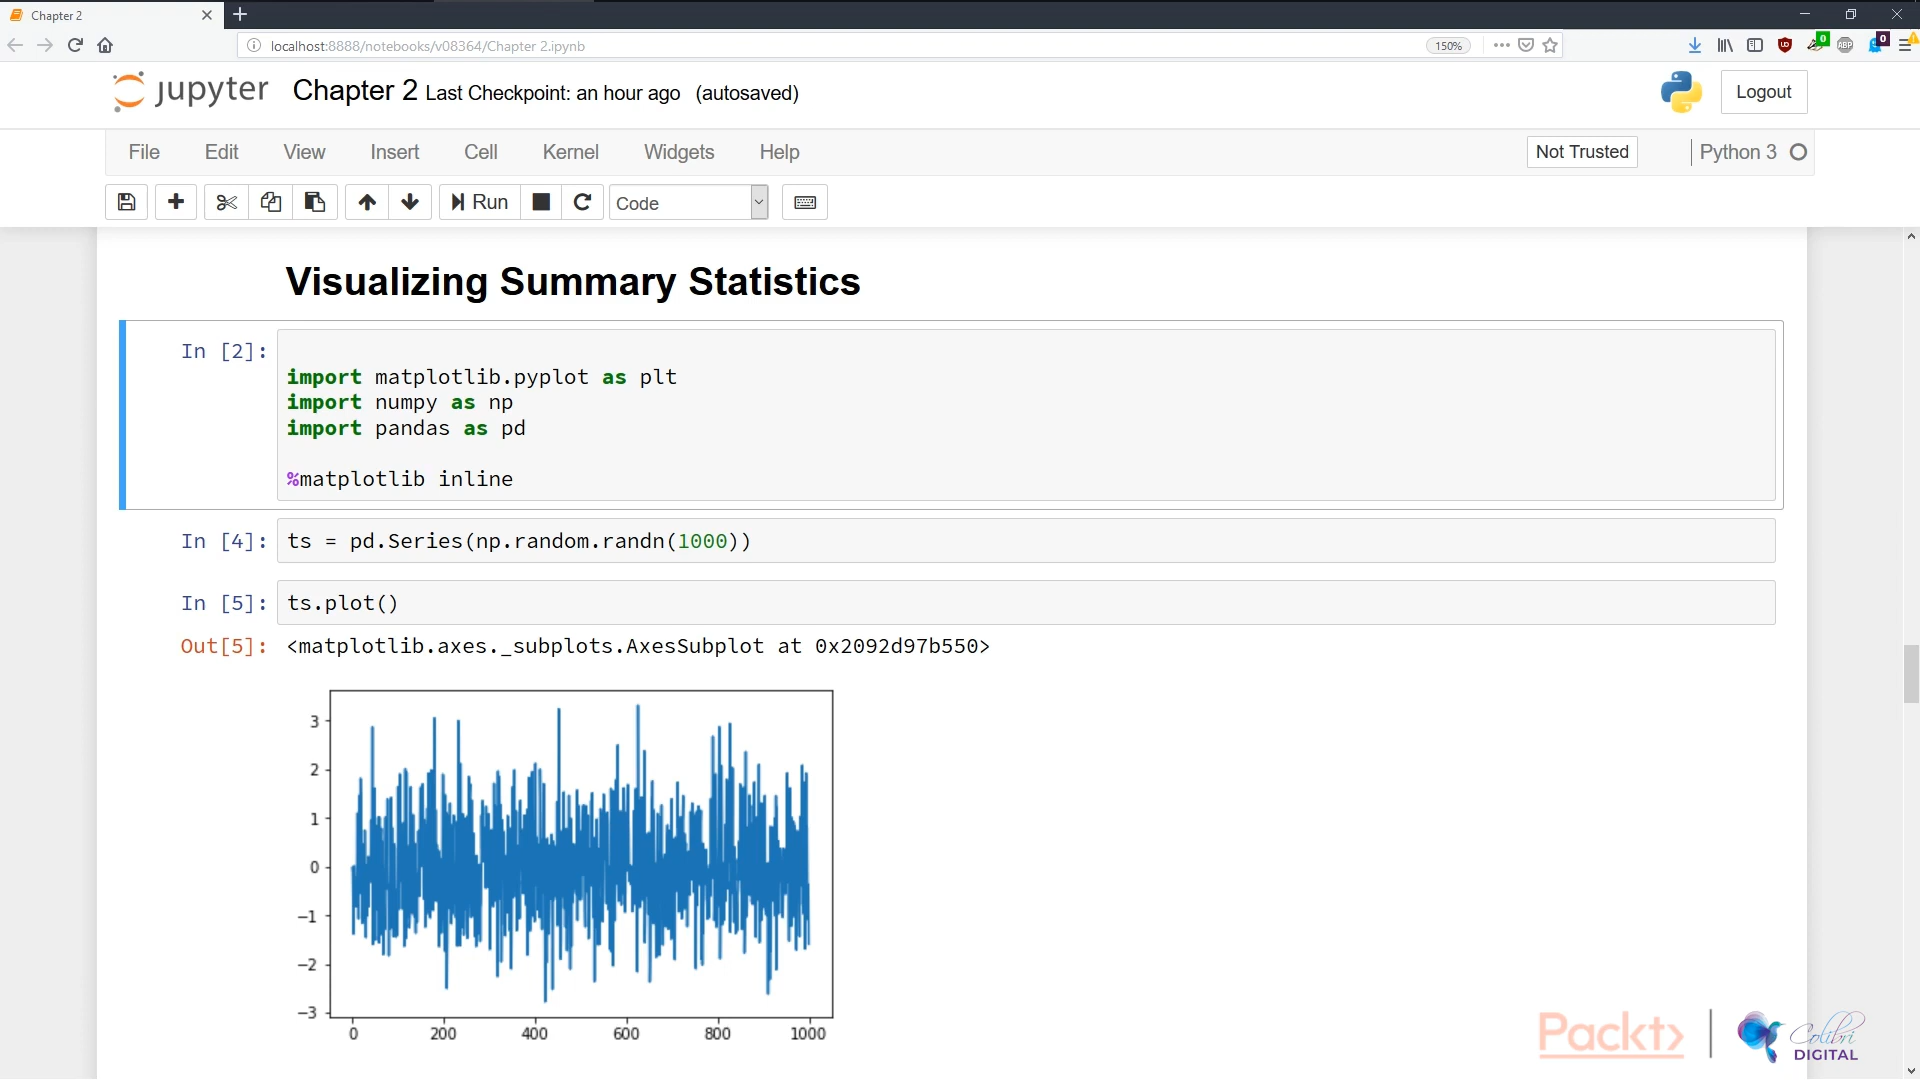 Chapter 2
localhost:8888/notebooks/v08364/Chapter 2.ipynb
150%
0
ABP
0
jupyter Chapter 2 Last Checkpoint: an hour ago (autosaved)
Logout
File Edit View Insert Cell Kernel Widgets Help
Not Trusted
Python 3
Run
Code
Visualizing Summary Statistics
In [2]:
import matplotlib.pyplot as plt
import numpy as np
import pandas as pd
%matplotlib inline
In [4]: ts = pd.Series(np.random.randn(1000))
In [5]: ts.plot()
Out[5]: <matplotlib.axes._subplots.AxesSubplot at 0x2092d97b550>
3
2
1
0
−1
−2
−3
0 200 400 600 800 1000
Packt>
Colibri
DIGITAL